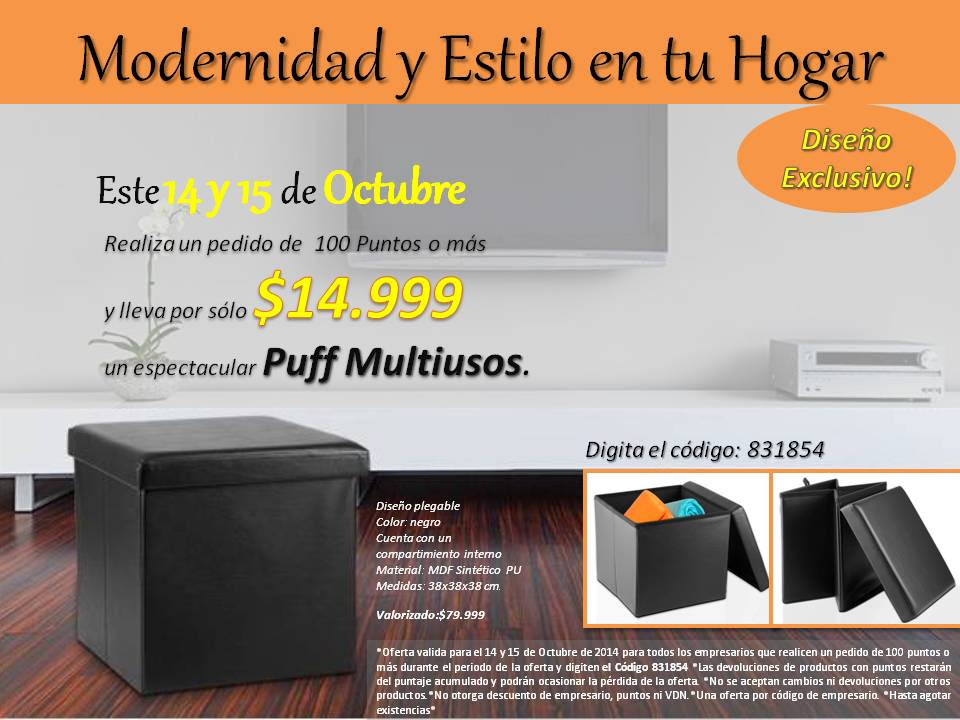 Modernidad y Estilo en tu Hogar
Diseño
Exclusivo!
Este 14 y 15 de Octubre
Realiza un pedido de 100 Puntos o más
y lleva por sólo $14.999
un espectacular Puff Multiusos.
Digita el código: 831854
Diseño plegable
Color: negro
Cuenta con un
compartimiento interno
Material: MDF Sintético PU
Medidas: 38x38x38 cm.
Valorizado:$79.999
*Oferta valida para el 14 y 15 de Octubre de 2014 para todos los empresarios que realicen un pedido de 100 puntos o
más durante el periodo de la oferta y digiten el Código 831854 *Las devoluciones de productos con puntos restarán
del puntaje acumulado y podrán ocasionar la pérdida de la oferta. *No se aceptan cambios ni devoluciones por otros
productos.*No otorga descuento de empresario, puntos ni VDN.*Una oferta por código de empresario. *Hasta agotar
existencias*